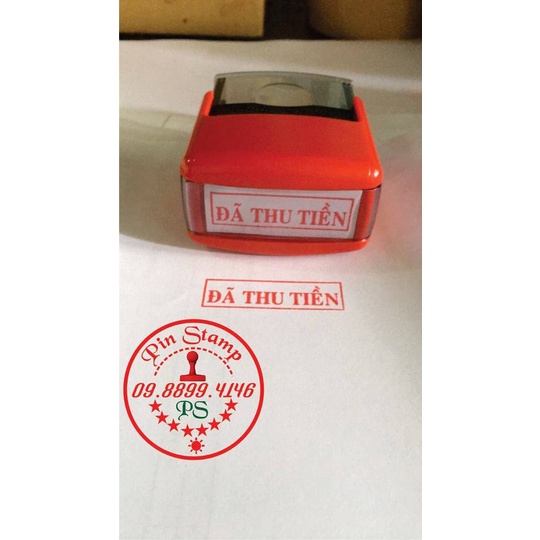 ĐÃ THU TIỀN
ĐÃ THU TIỀN
Pin Stamp
09.8899.4146
PS